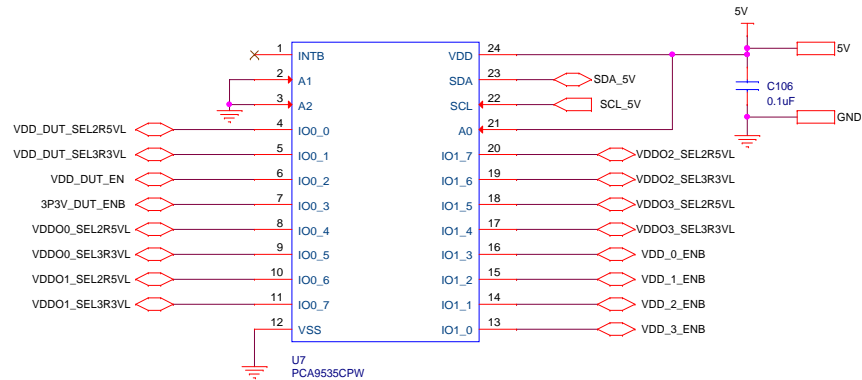 5V
1 INTB VDD 24 5V
2 A1 SDA 23 SDA_5V
C106
3 A2 SCL 22 SCL_5V 0.1uF
VDD_DUT_SEL2R5VL 4 IO0_0 A0 21 GND
VDD_DUT_SEL3R3VL 5 IO0_1 IO1_7 20 VDDO2_SEL2R5VL
VDD_DUT_EN 6 IO0_2 IO1_6 19 VDDO2_SEL3R3VL
3P3V_DUT_ENB 7 IO0_3 IO1_5 18 VDDO3_SEL2R5VL
VDDO0_SEL2R5VL 8 IO0_4 IO1_4 17 VDDO3_SEL3R3VL
VDDO0_SEL3R3VL 9 IO0_5 IO1_3 16 VDD_0_ENB
VDDO1_SEL2R5VL 10 IO0_6 IO1_2 15 VDD_1_ENB
VDDO1_SEL3R3VL 11 IO0_7 IO1_1 14 VDD_2_ENB
12 VSS IO1_0 13 VDD_3_ENB
U7
PCA9535CPW